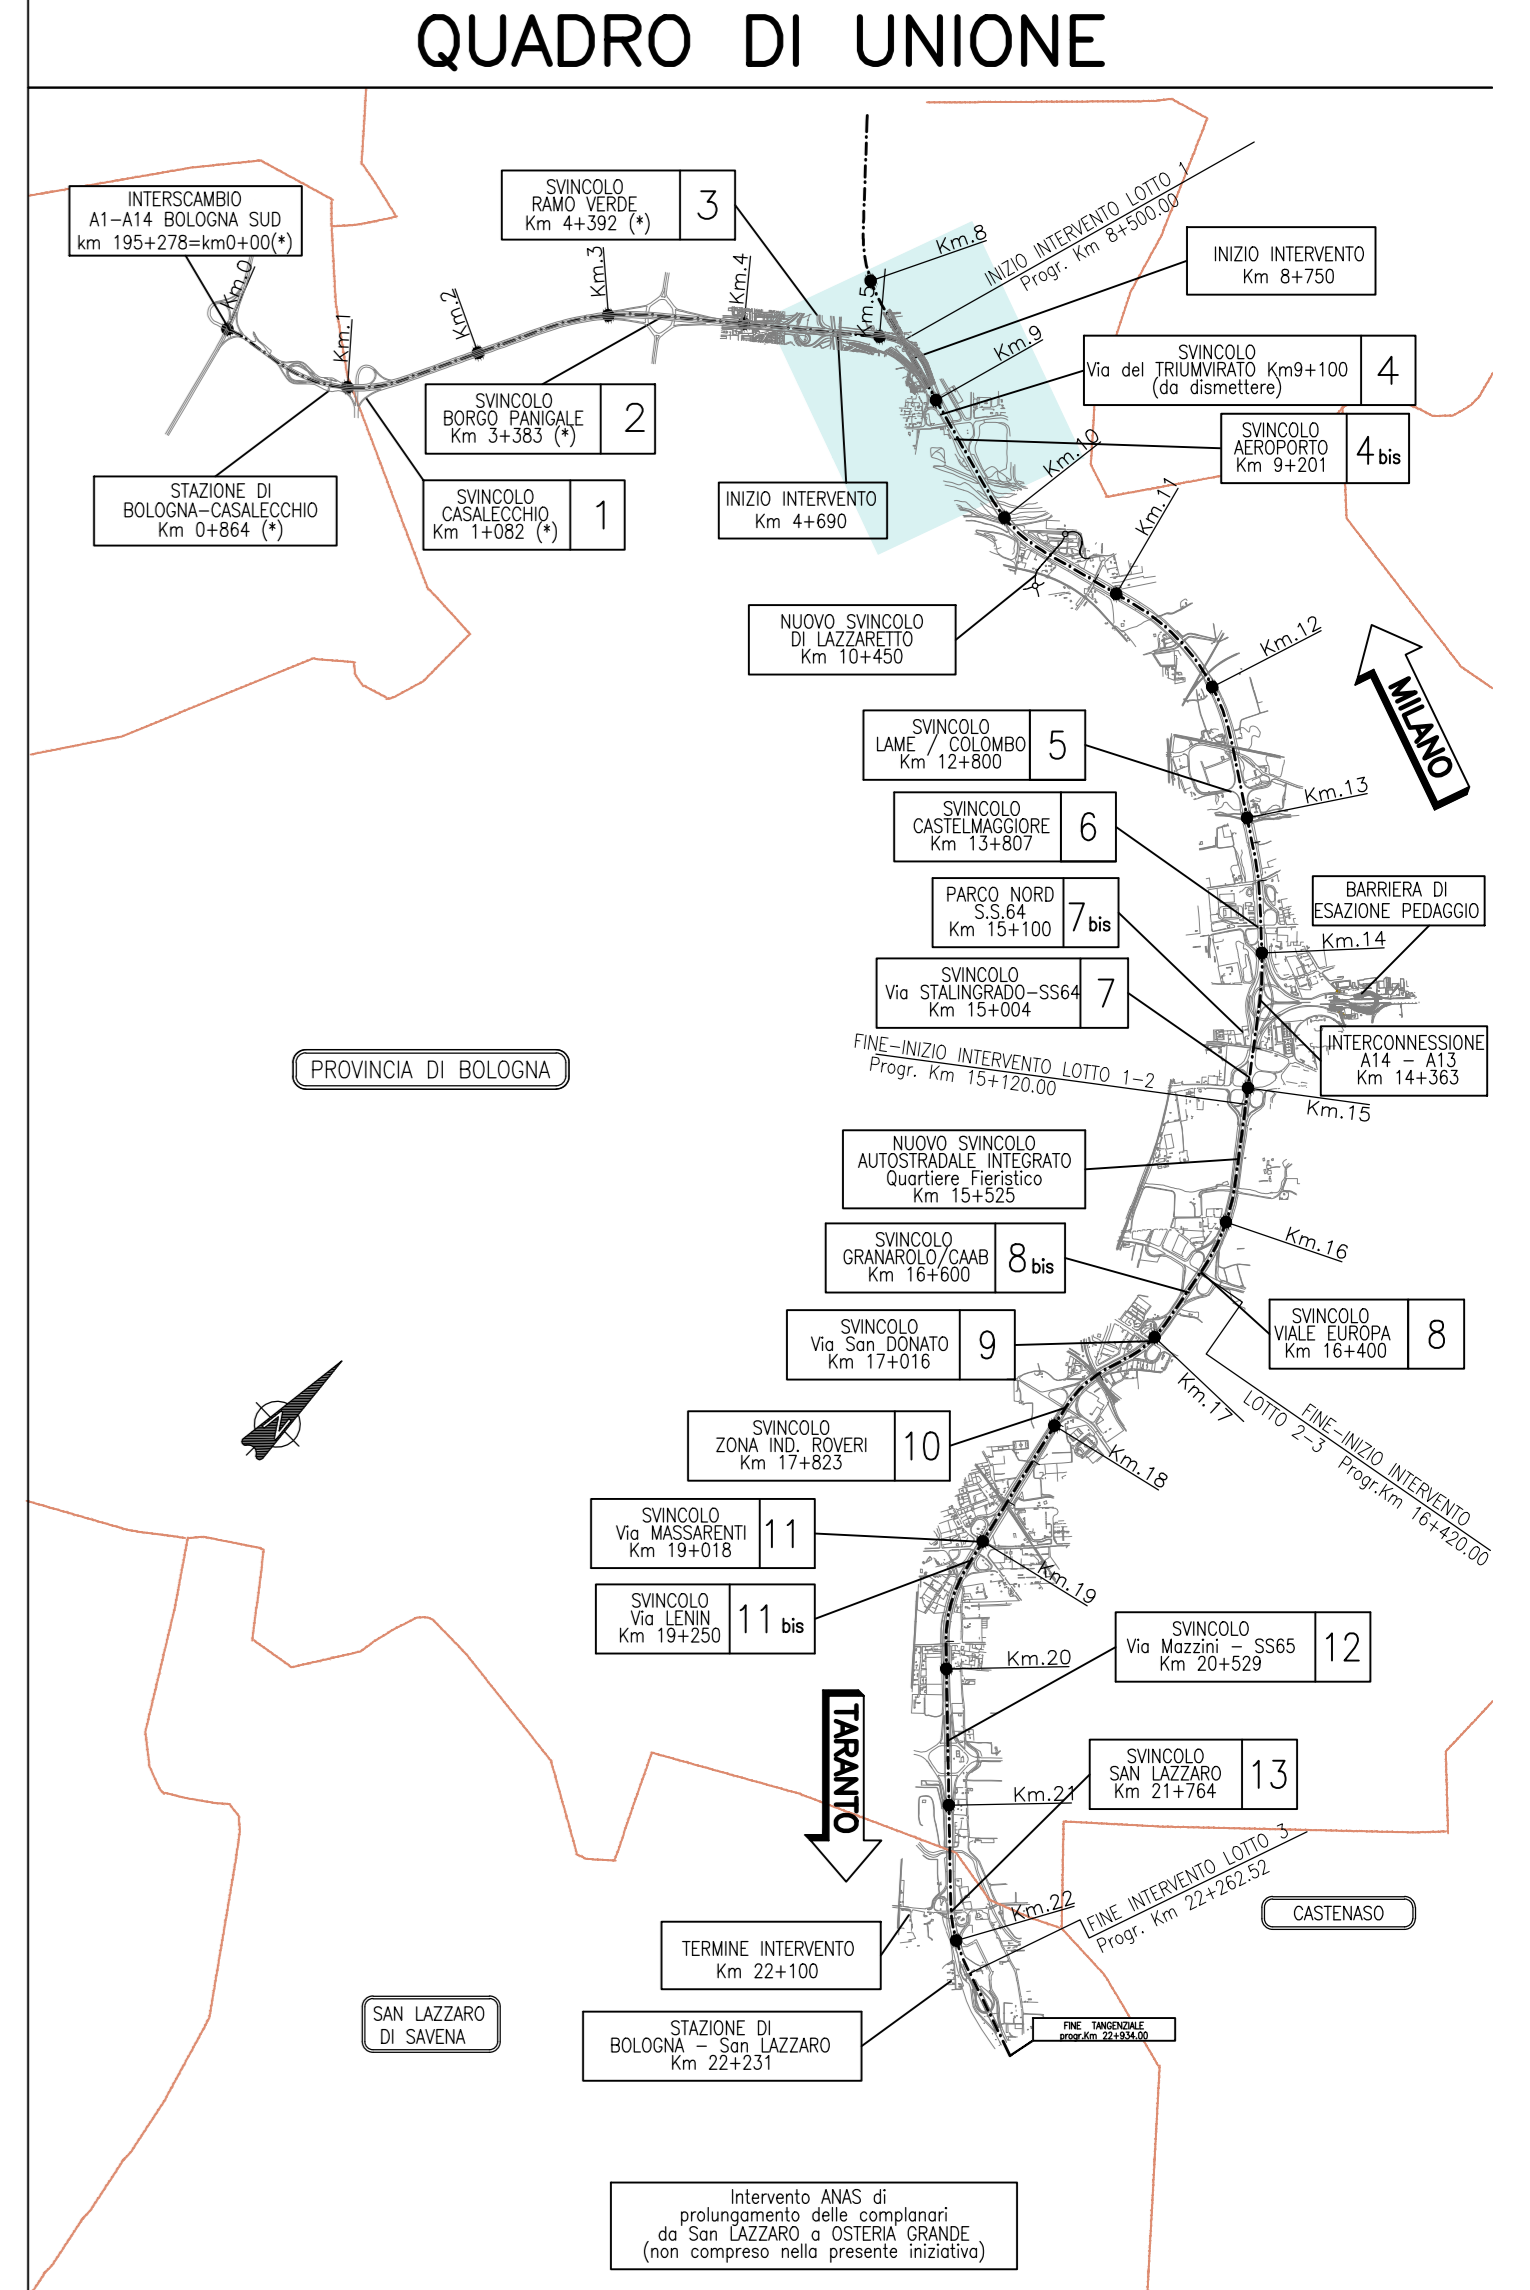 QUADRO DI UNIONE
INTERSCAMBIO
A1-A14 BOLOGNA SUD
km 195+278=km0+00(*)
SVINCOLO
RAMO VERDE
Km 4+392 (*)
3
INIZIO INTERVENTO LOTTO 1
Progr. Km 8+500.00
INIZIO INTERVENTO
Km 8+750
Km.0
Km.1
Km.2
Km.3
Km.4
Km.5
Km.8
Km.9
SVINCOLO
Via del TRIUMVIRATO Km9+100
(da dismettere)
4
SVINCOLO
BORGO PANIGALE
Km 3+383 (*)
2
SVINCOLO
AEROPORTO
Km 9+201
4 bis
STAZIONE DI
BOLOGNA-CASALECCHIO
Km 0+864 (*)
SVINCOLO
CASALECCHIO
Km 1+082 (*)
1
INIZIO INTERVENTO
Km 4+690
Km.10
Km.11
NUOVO SVINCOLO
DI LAZZARETTO
Km 10+450
Km.12
MILANO
SVINCOLO
LAME / COLOMBO
Km 12+800
5
Km.13
SVINCOLO
CASTELMAGGIORE
Km 13+807
6
PARCO NORD
S.S.64
Km 15+100
7 bis
BARRIERA DI
ESAZIONE PEDAGGIO
Km.14
SVINCOLO
Via STALINGRADO-SS64
Km 15+004
7
INTERCONNESSIONE
A14 - A13
Km 14+363
FINE-INIZIO INTERVENTO LOTTO 1-2
Progr. Km 15+120.00
PROVINCIA DI BOLOGNA
Km.15
NUOVO SVINCOLO
AUTOSTRADALE INTEGRATO
Quartiere Fieristico
Km 15+525
Km.16
SVINCOLO
GRANAROLO/CAAB
Km 16+600
8 bis
SVINCOLO
VIALE EUROPA
Km 16+400
8
SVINCOLO
Via San DONATO
Km 17+016
9
Km.17
FINE-INIZIO INTERVENTO
LOTTO 2-3 Progr.Km 16+420.00
N
SVINCOLO
ZONA IND. ROVERI
Km 17+823
10
Km.18
SVINCOLO
Via MASSARENTI
Km 19+018
11
Km.19
SVINCOLO
Via LENIN
Km 19+250
11 bis
SVINCOLO
Via Mazzini - SS65
Km 20+529
12
Km.20
TARANTO
SVINCOLO
SAN LAZZARO
Km 21+764
13
Km.21
FINE INTERVENTO LOTTO 3
Progr. Km 22+262.52
Km.22
CASTENASO
TERMINE INTERVENTO
Km 22+100
SAN LAZZARO
DI SAVENA
STAZIONE DI
BOLOGNA - San LAZZARO
Km 22+231
FINE TANGENZIALE
progr.Km 22+934.00
Intervento ANAS di
prolungamento delle complanari
da San LAZZARO a OSTERIA GRANDE
(non compreso nella presente iniziativa)